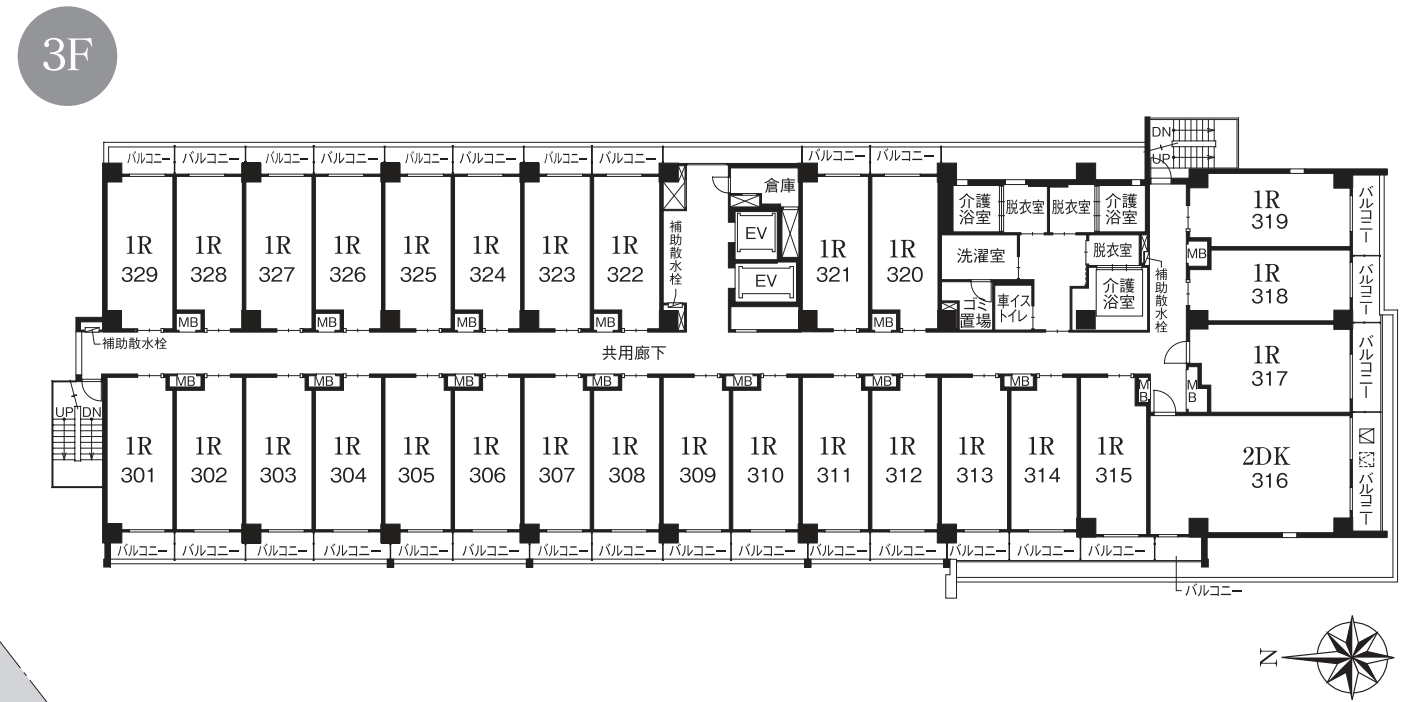 3F
DN
UP
バルコニー バルコニー バルコニー バルコニー バルコニー バルコニー バルコニー バルコニー バルコニー バルコニー
倉庫
介護浴室 脱衣室 脱衣室 介護浴室
1R
319
バルコニー
1R
329
1R
328
1R
327
1R
326
1R
325
1R
324
1R
323
1R
322
補助散水栓
EV
EV
1R
321
1R
320
洗濯室
脱衣室
介護浴室
補助散水栓
MB
1R
318
バルコニー
ゴミ置場
車イストイレ
MB MB MB MB MB
補助散水栓
共用廊下
1R
317
バルコニー
MB MB MB MB MB MB MB MB MB
UP DN
1R
301
1R
302
1R
303
1R
304
1R
305
1R
306
1R
307
1R
308
1R
309
1R
310
1R
311
1R
312
1R
313
1R
314
1R
315
2DK
316
バルコニー
バルコニー バルコニー バルコニー バルコニー バルコニー バルコニー バルコニー バルコニー バルコニー バルコニー バルコニー バルコニー バルコニー バルコニー バルコニー
バルコニー
N